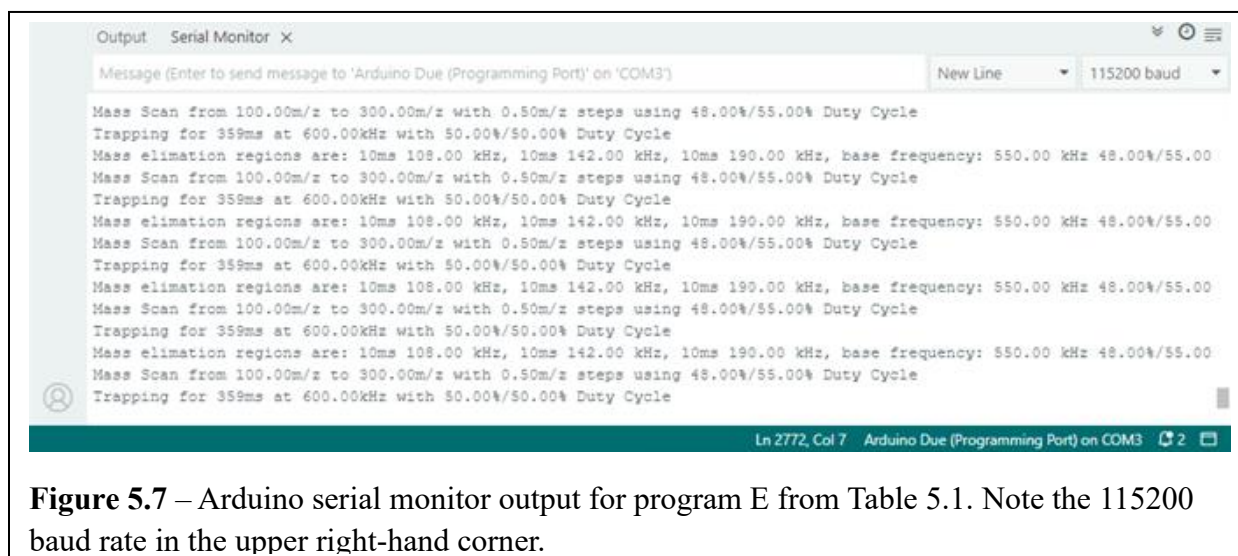 Output Serial Monitor ×
Message (Enter to send message to 'Arduino Due (Programming Port)' on 'COM3') New Line 115200 baud
Mass Scan from 100.00m/z to 300.00m/z with 0.50m/z steps using 48.00%/55.00% Duty Cycle
Trapping for 359ms at 600.00kHz with 50.00%/50.00% Duty Cycle
Mass elimation regions are: 10ms 108.00 kHz, 10ms 142.00 kHz, 10ms 190.00 kHz, base frequency: 550.00 kHz 48.00%/55.00
Mass Scan from 100.00m/z to 300.00m/z with 0.50m/z steps using 48.00%/55.00% Duty Cycle
Trapping for 359ms at 600.00kHz with 50.00%/50.00% Duty Cycle
Mass elimation regions are: 10ms 108.00 kHz, 10ms 142.00 kHz, 10ms 190.00 kHz, base frequency: 550.00 kHz 48.00%/55.00
Mass Scan from 100.00m/z to 300.00m/z with 0.50m/z steps using 48.00%/55.00% Duty Cycle
Trapping for 359ms at 600.00kHz with 50.00%/50.00% Duty Cycle
Mass elimation regions are: 10ms 108.00 kHz, 10ms 142.00 kHz, 10ms 190.00 kHz, base frequency: 550.00 kHz 48.00%/55.00
Mass Scan from 100.00m/z to 300.00m/z with 0.50m/z steps using 48.00%/55.00% Duty Cycle
Trapping for 359ms at 600.00kHz with 50.00%/50.00% Duty Cycle
Mass elimation regions are: 10ms 108.00 kHz, 10ms 142.00 kHz, 10ms 190.00 kHz, base frequency: 550.00 kHz 48.00%/55.00
Mass Scan from 100.00m/z to 300.00m/z with 0.50m/z steps using 48.00%/55.00% Duty Cycle
Trapping for 359ms at 600.00kHz with 50.00%/50.00% Duty Cycle
Ln 2772, Col 7 Arduino Due (Programming Port) on COM3 2
Figure 5.7 – Arduino serial monitor output for program E from Table 5.1. Note the 115200
baud rate in the upper right-hand corner.